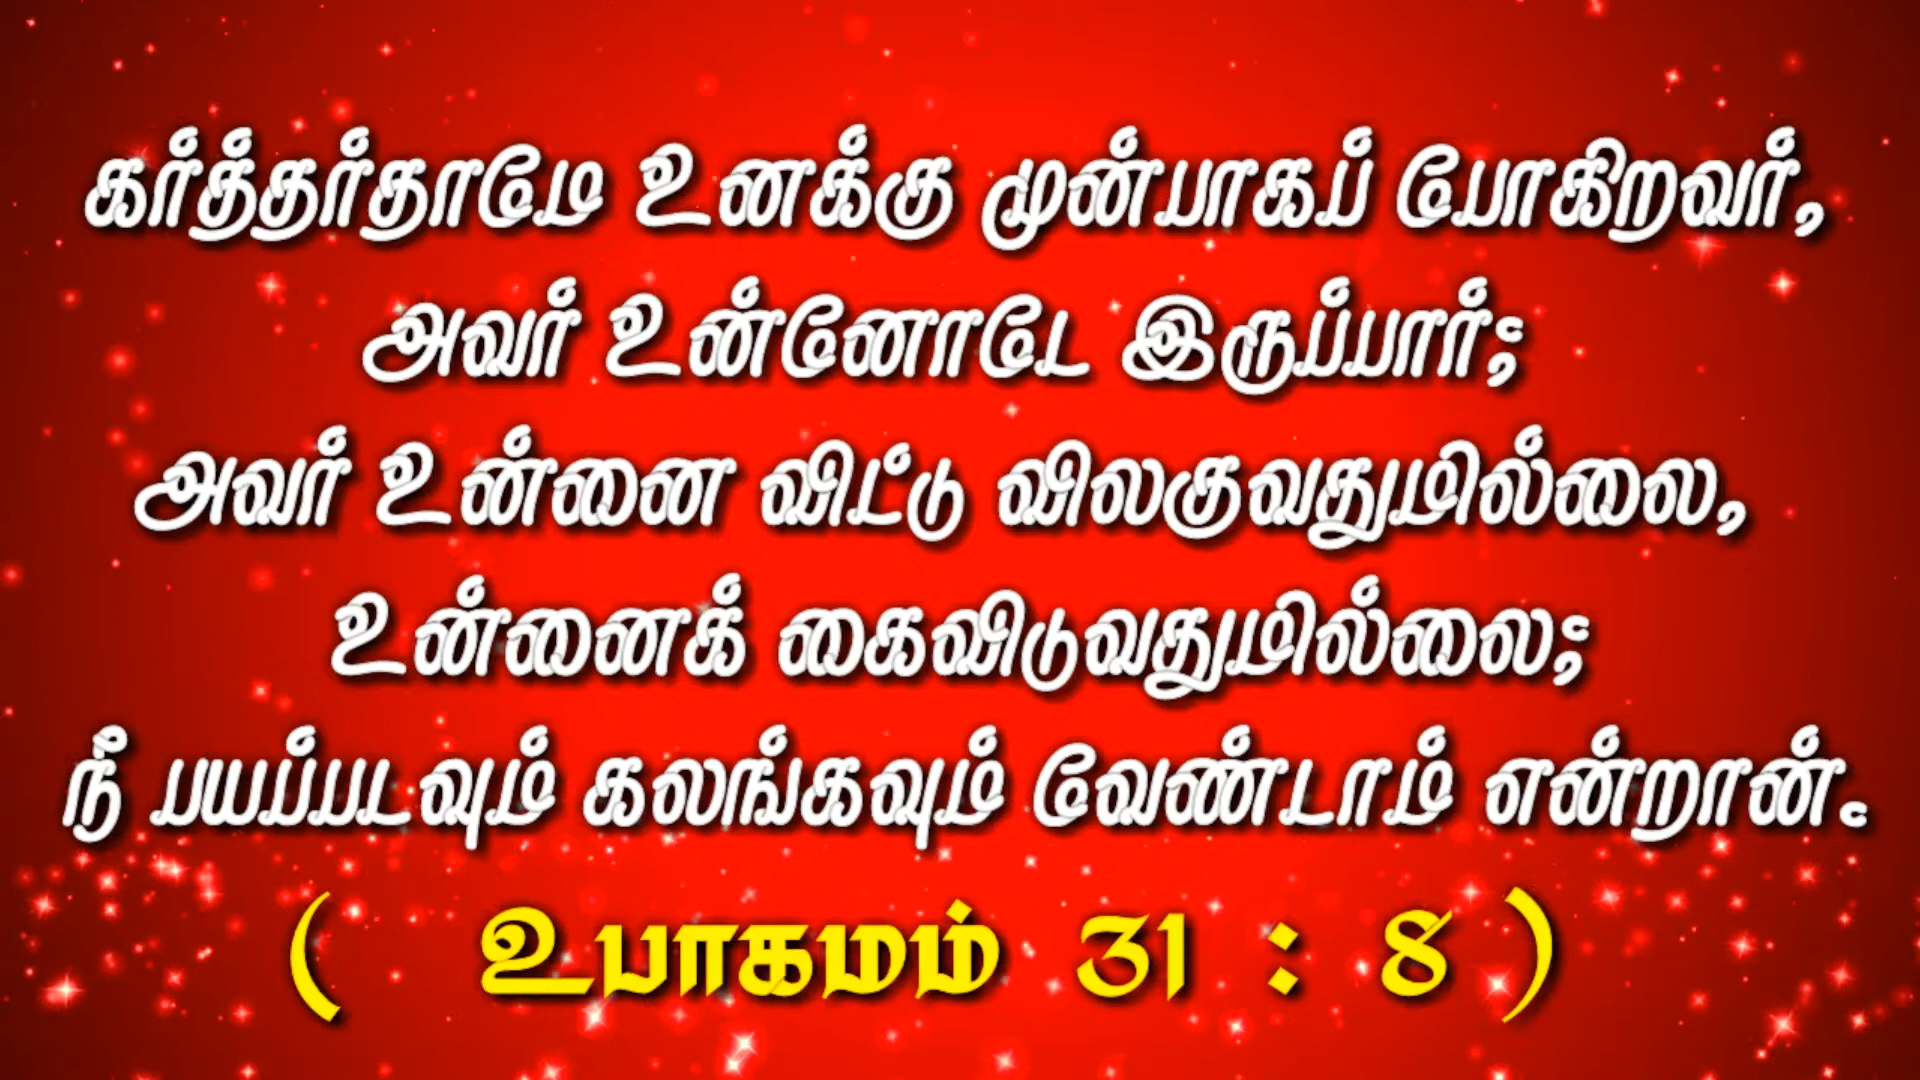 கர்த்தர்தாமே உனக்கு முன்பாகப் போகிறவர்,
அவர் உன்னோடே இருப்பார்;
அவர் உன்னை விட்டு விலகுவதுமில்லை,
உன்னைக் கைவிடுவதுமில்லை;
நீ பயப்படவும் கலங்கவும் வேண்டாம் என்றான்.
( உபாகமம் 31 : 8 )